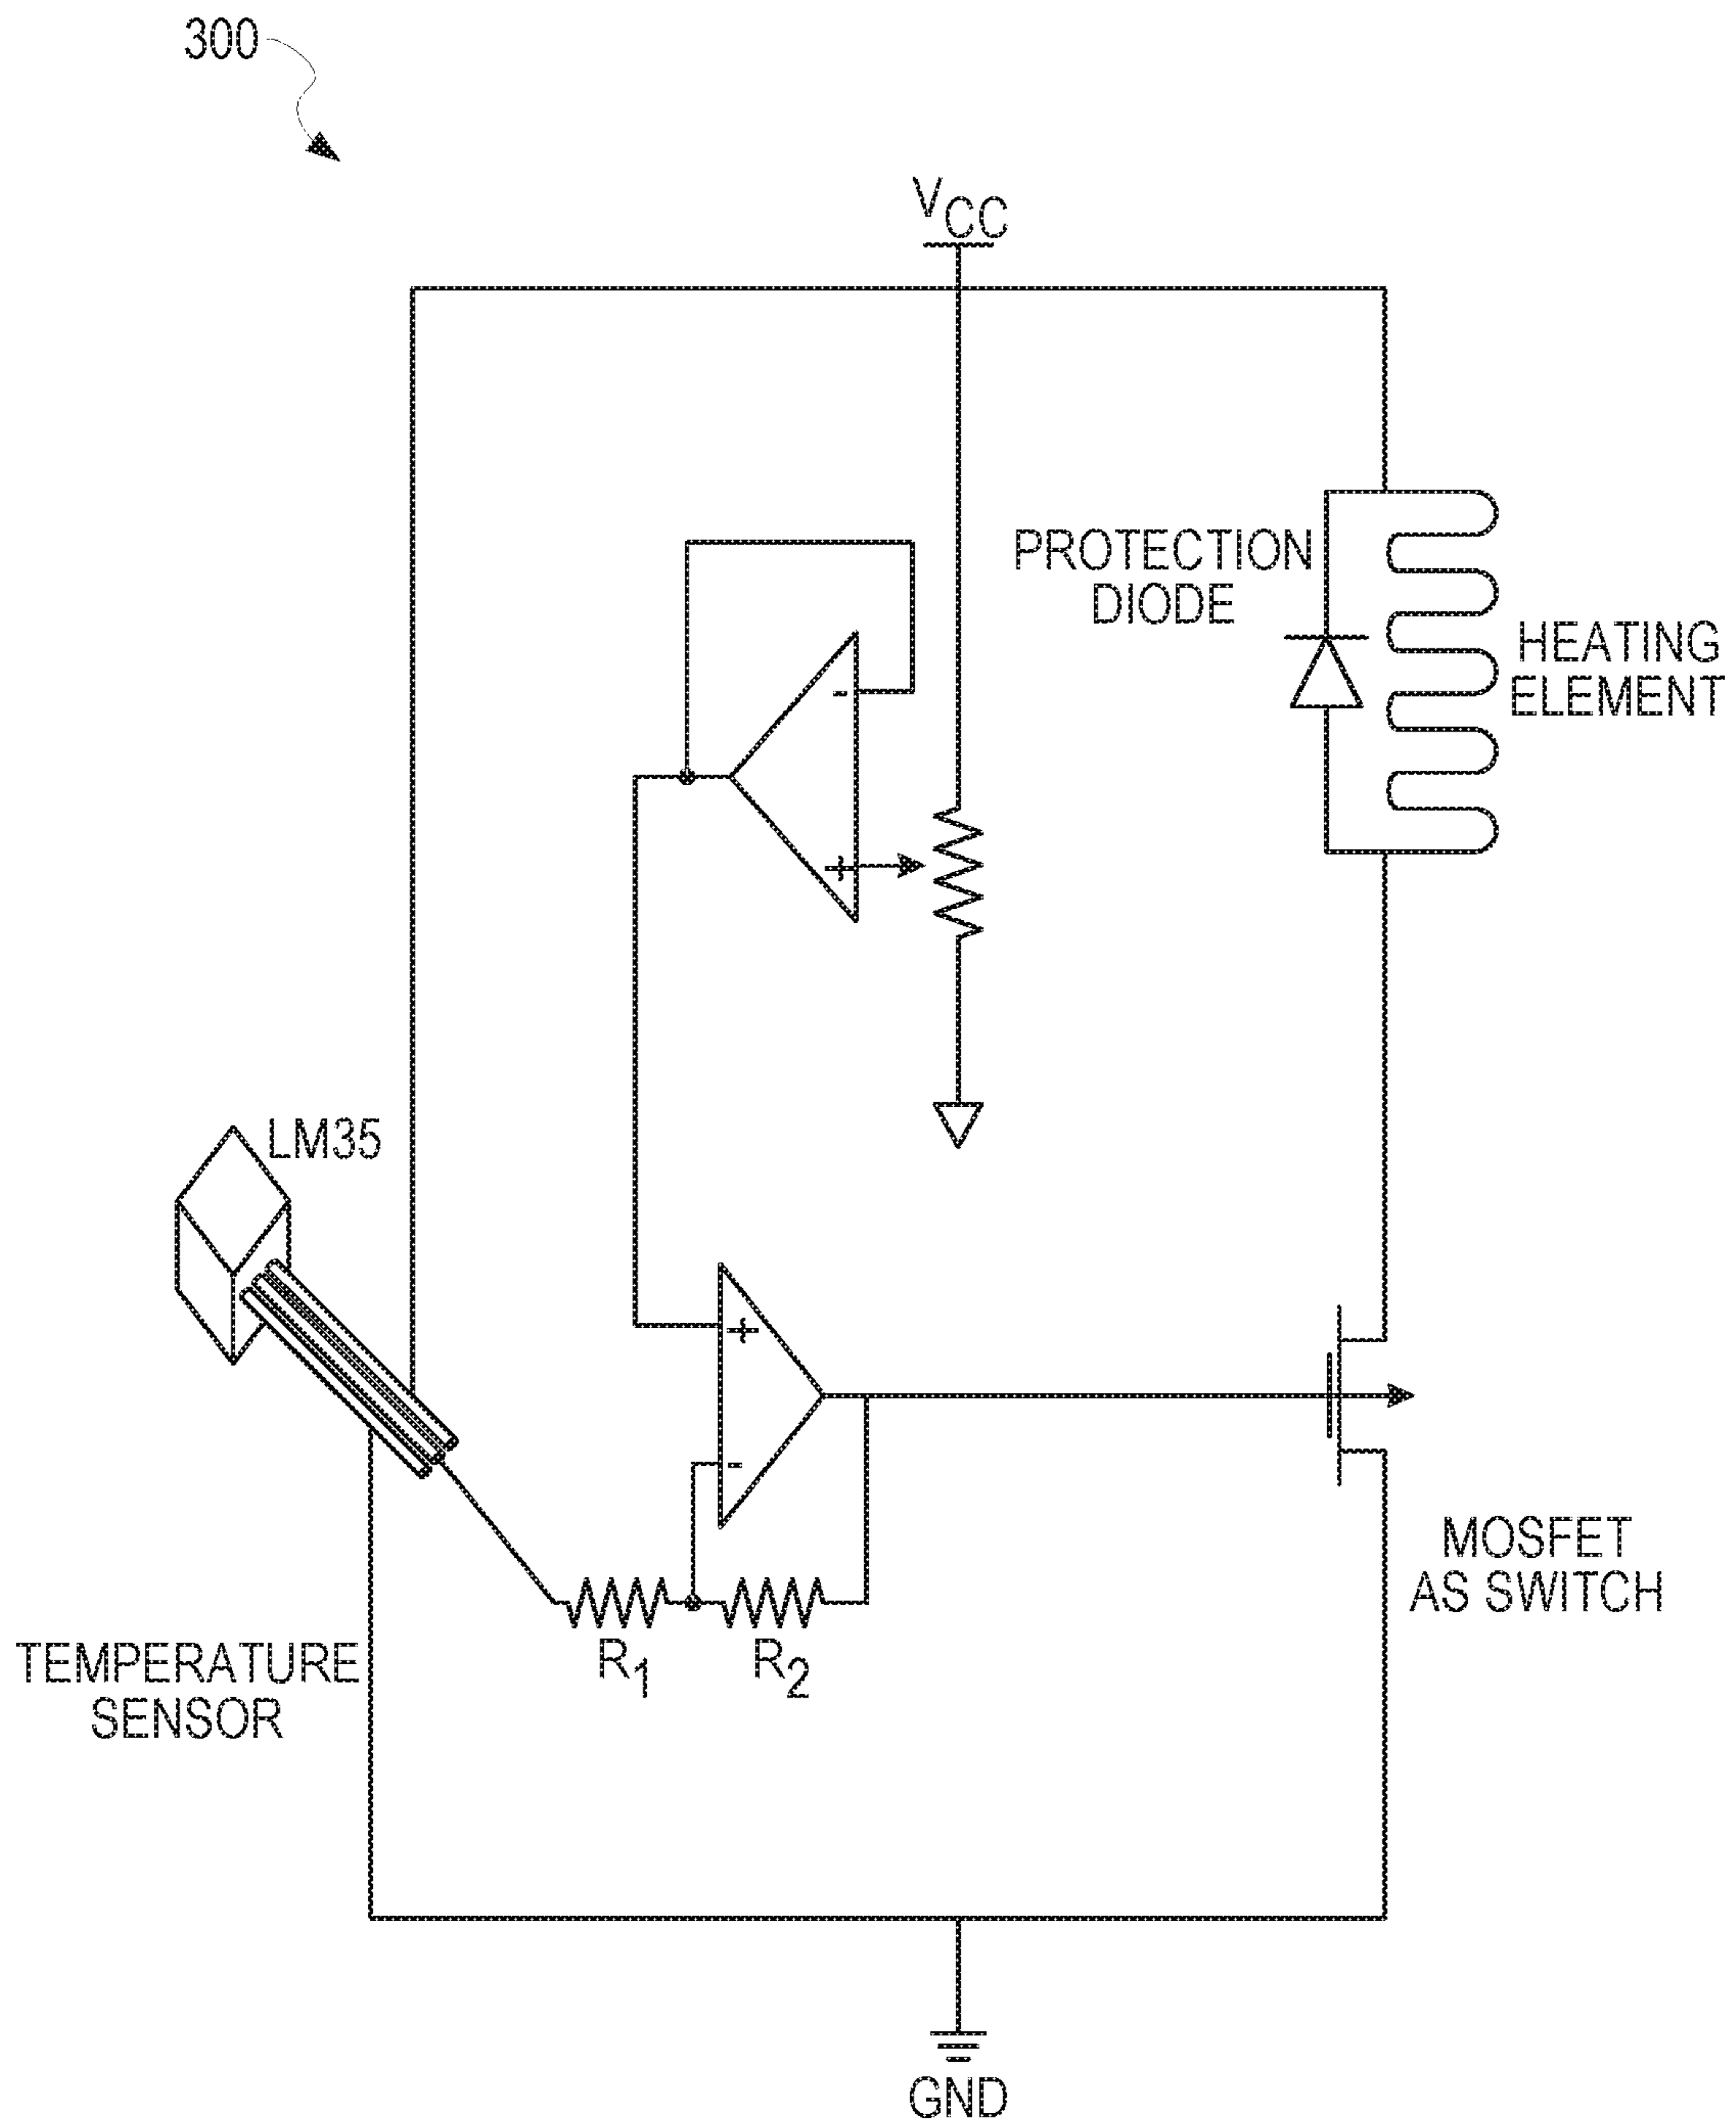 300
VCC
PROTECTION
DIODE
HEATING
ELEMENT
-
+
LM35
+
-
MOSFET
AS SWITCH
R1
R2
TEMPERATURE
SENSOR
GND